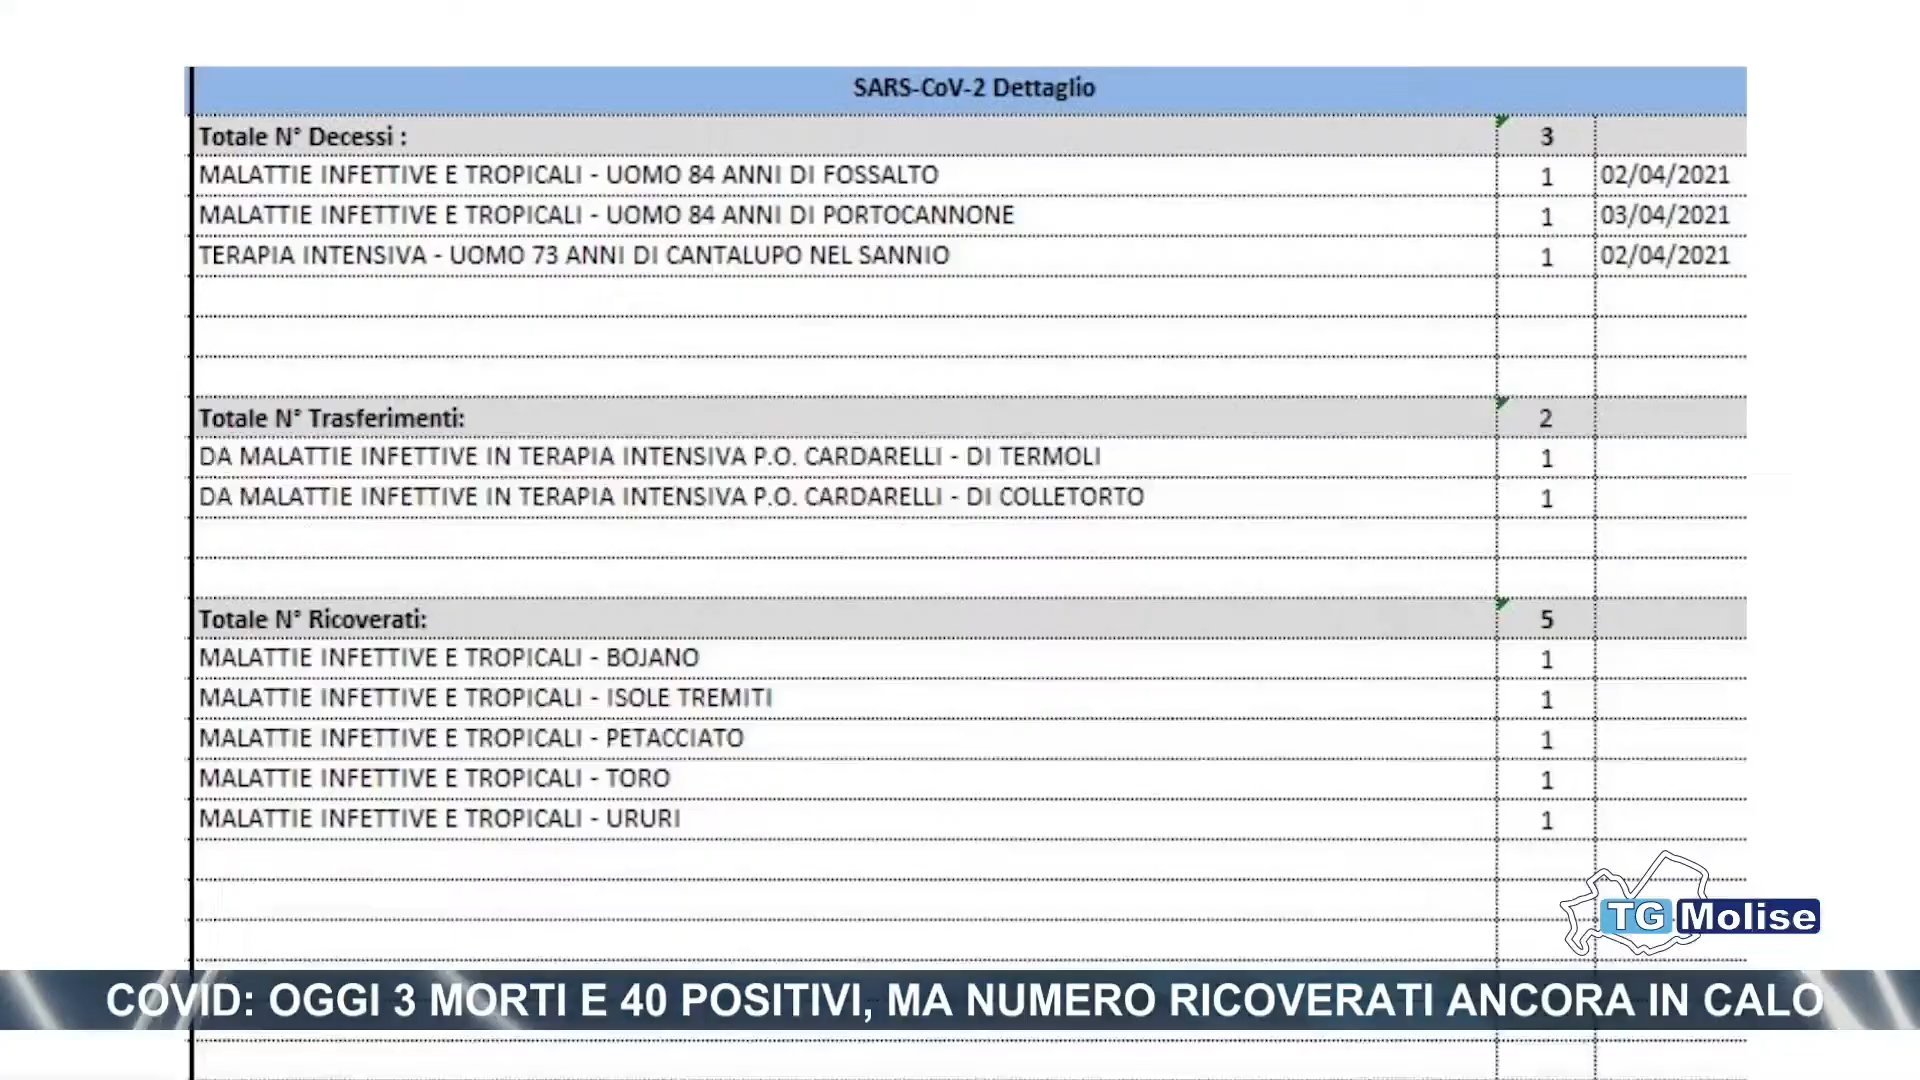 SARS-CoV-2 Dettaglio
Totale N° Decessi : 3
MALATTIE INFETTIVE E TROPICALI - UOMO 84 ANNI DI FOSSALTO 1 02/04/2021
MALATTIE INFETTIVE E TROPICALI - UOMO 84 ANNI DI PORTOCANNONE 1 03/04/2021
TERAPIA INTENSIVA - UOMO 73 ANNI DI CANTALUPO NEL SANNIO 1 02/04/2021
Totale N° Trasferimenti: 2
DA MALATTIE INFETTIVE IN TERAPIA INTENSIVA P.O. CARDARELLI - DI TERMOLI 1
DA MALATTIE INFETTIVE IN TERAPIA INTENSIVA P.O. CARDARELLI - DI COLLETORTO 1
Totale N° Ricoverati: 5
MALATTIE INFETTIVE E TROPICALI - BOJANO 1
MALATTIE INFETTIVE E TROPICALI - ISOLE TREMITI 1
MALATTIE INFETTIVE E TROPICALI - PETACCIATO 1
MALATTIE INFETTIVE E TROPICALI - TORO 1
MALATTIE INFETTIVE E TROPICALI - URURI 1
TG Molise
COVID: OGGI 3 MORTI E 40 POSITIVI, MA NUMERO RICOVERATI ANCORA IN CALO